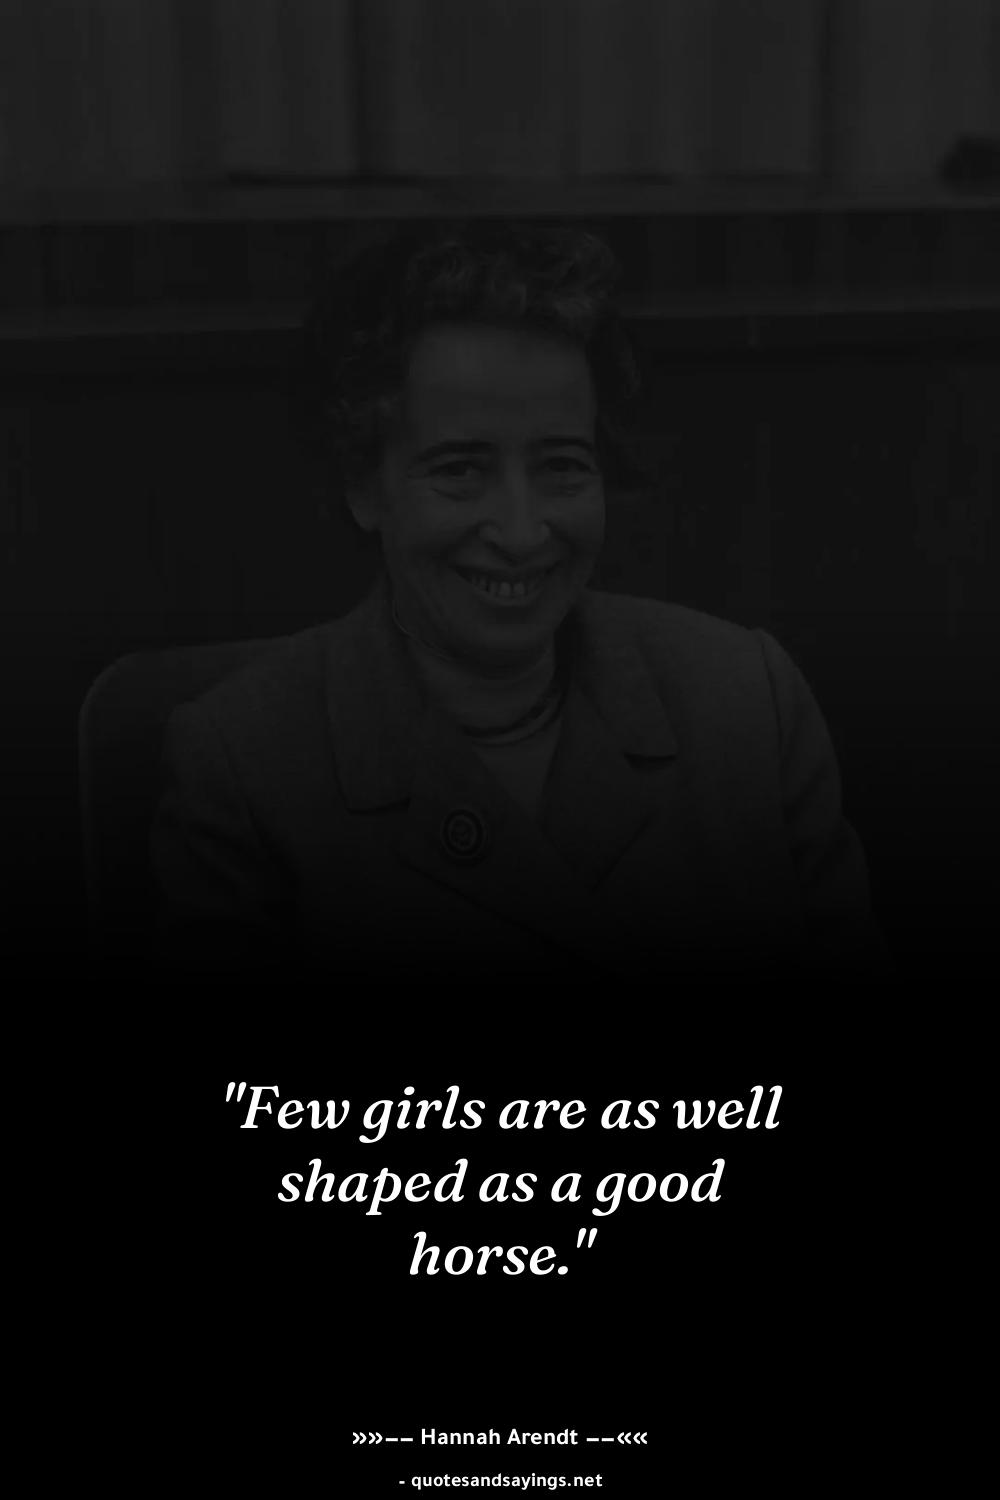 "Few girls are as well
shaped as a good
horse."
»»—— Hannah Arendt ——««
- quotesandsayings.net